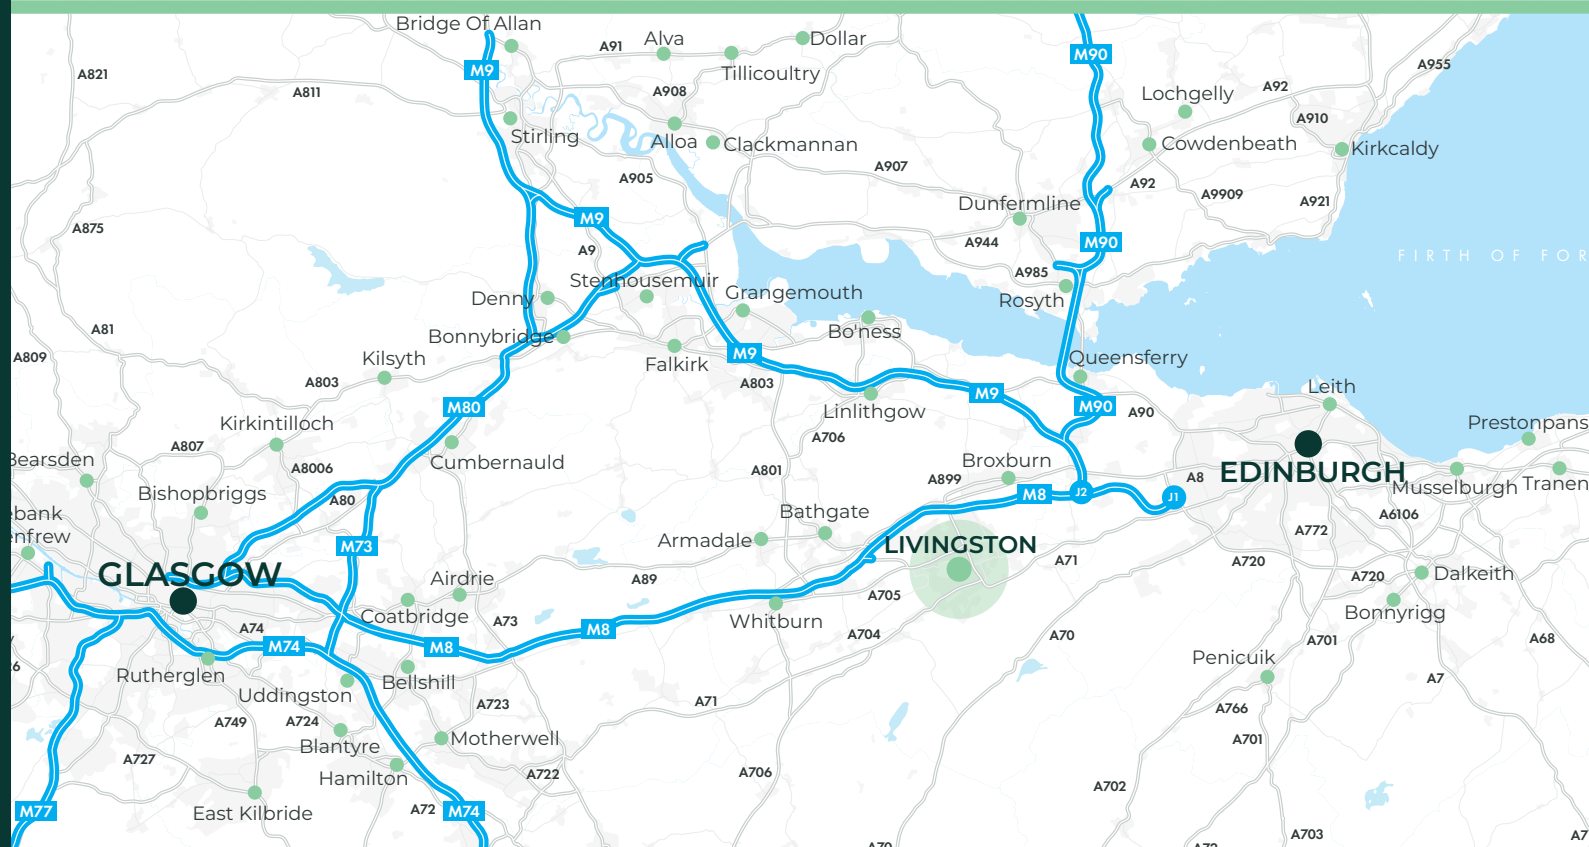 Bridge Of Allan
M9
A91
Alva
Dollar
Tillicoultry
M90
A955
A821
A811
A908
Lochgelly
A92
A910
Stirling
Alloa
Clackmannan
Cowdenbeath
Kirkcaldy
A905
A907
A92
A9909
A921
Dunfermline
A875
M9
A9
A944
M90
FIRTH OF FOR
A985
Stenhousemuir
Denny
Grangemouth
Rosyth
A81
Bonnybridge
Bo'ness
A809
Kilsyth
Falkirk
M9
Queensferry
A803
A803
M9
Leith
M80
Linlithgow
M90
A90
Kirkintilloch
A706
Prestonpans
A807
Bearsden
A8006
Cumbernauld
A801
Broxburn
A899
A8
EDINBURGH
Musselburgh
Tranen
Bishopbriggs
A80
M8
J2
J1
ebank
enfrew
Bathgate
A6106
A772
M73
Armadale
LIVINGSTON
A71
A720
GLASGOW
Airdrie
A89
A720
Dalkeith
Coatbridge
A705
Bonnyrigg
A73
Whitburn
A74
M8
A704
A70
A701
A68
M74
M8
Rutherglen
Penicuik
Uddingston
Bellshill
A7
A723
A71
A766
A749
A724
Motherwell
A701
Blantyre
A727
Hamilton
A722
A706
A702
M77
East Kilbride
A72
M74
A703
A7